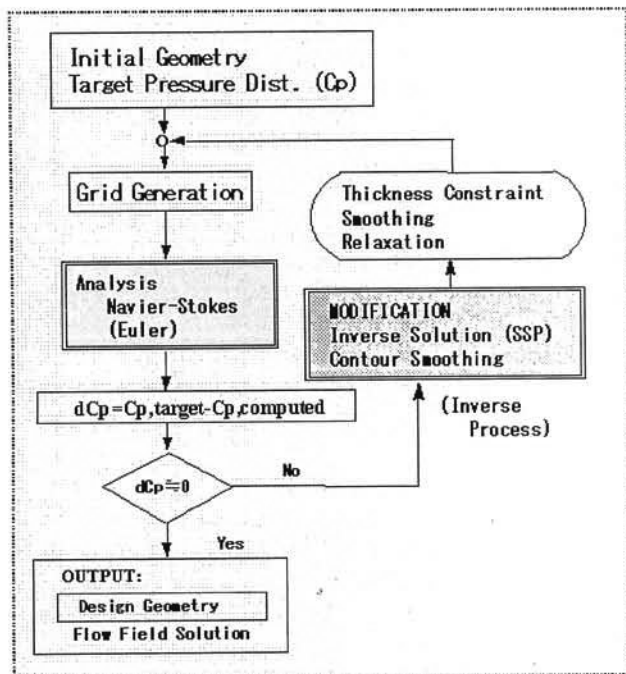 Initial Geometry
Target Pressure Dist. (Cp)
Grid Generation
Thickness Constraint
Smoothing
Relaxation
Analysis
Navier-Stokes
(Euler)
MODIFICATION
Inverse Solution (SSP)
Contour Smoothing
dCp=Cp,target-Cp,computed
(Inverse
Process)
dCp≒0
No
Yes
OUTPUT:
Design Geometry
Flow Field Solution